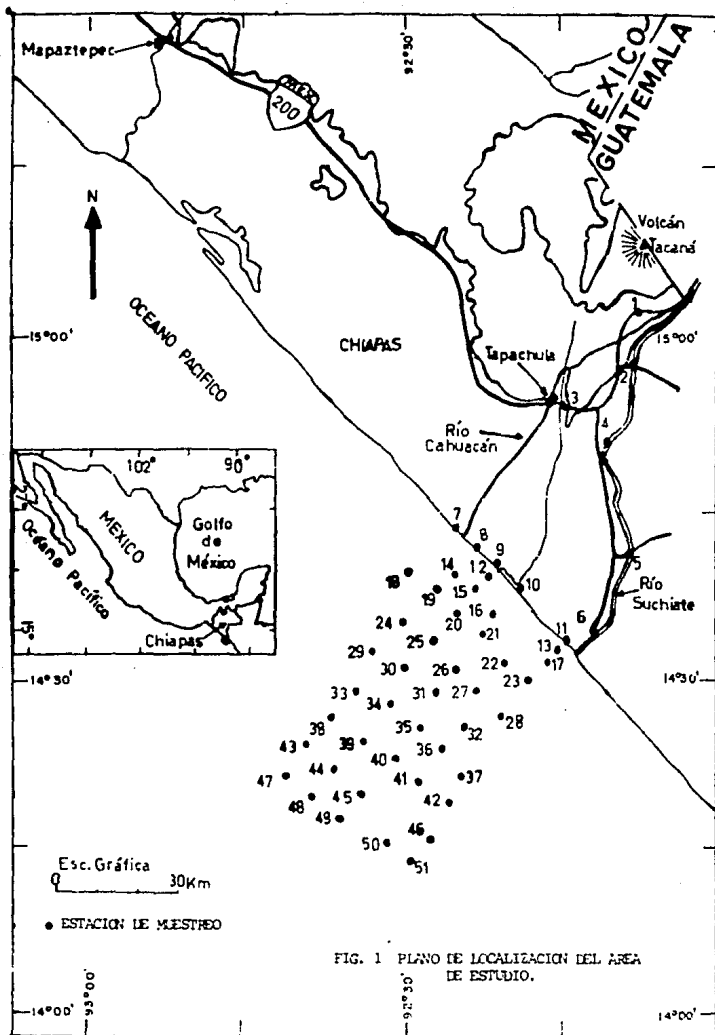 92°30'
Mapaztepec
MEX
200
MEXICO
GUATEMALA
N
Volcán
Tacaná
OCEANO PACIFICO
CHIAPAS
15°00'
15°00'
1
Tapachula
2
3
4
Río
Cahuacán
102°
90°
MEXICO
Golfo
de
México
Océano Pacífico
Chiapas
7
8
9
10
5
Río
Suchiate
6
11
13
17
14
12
18
19
15
20
16
24
21
25
29
30
26
22
23
14°30'
14°30'
33
34
31
27
28
38
35
32
43
39
36
40
47
44
41
37
48
45
42
49
46
50
51
Esc. Gráfica
0
30Km
● ESTACION DE MUESTREO
FIG. 1 PLANO DE LOCALIZACION DEL AREA
DE ESTUDIO.
14°00'
93°00'
92°30'
14°00'